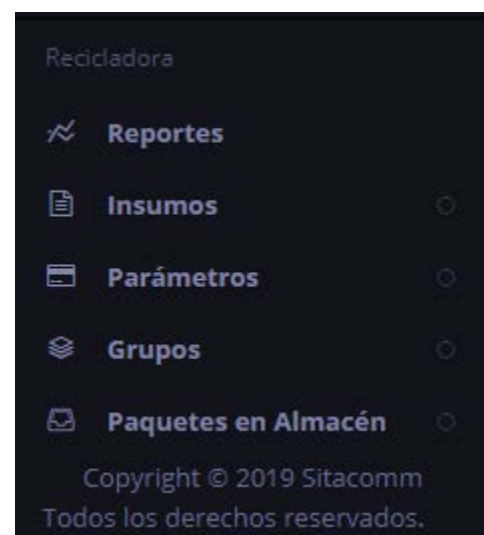 Recicladora
Reportes
Insumos
Parámetros
Grupos
Paquetes en Almacén
Copyright © 2019 Sitacomm
Todos los derechos reservados.